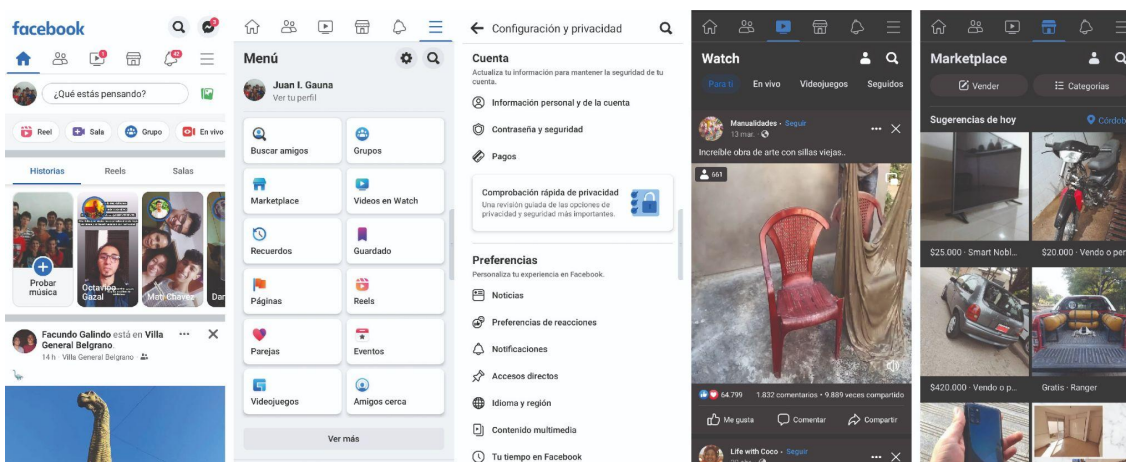 facebook
1
42
¿Qué estás pensando?
Reel
Sala
Grupo
En vivo
Historias
Reels
Salas
Probar
música
Octavioo
Gazal
Mati Chavez
Dar
Facundo Galindo está en Villa
General Belgrano.
14 h · Villa General Belgrano ·
Menú
Juan I. Gauna
Ver tu perfil
Buscar amigos
Grupos
Marketplace
Videos en Watch
Recuerdos
Guardado
Páginas
Reels
Parejas
Eventos
Videojuegos
Amigos cerca
Ver más
Configuración y privacidad
Cuenta
Actualiza tu información para mantener la seguridad de tu
cuenta.
Información personal y de la cuenta
Contraseña y seguridad
Pagos
Comprobación rápida de privacidad
Una revisión guiada de las opciones de
privacidad y seguridad más importantes.
Preferencias
Personaliza tu experiencia en Facebook.
Noticias
Preferencias de reacciones
Notificaciones
Accesos directos
Idioma y región
Contenido multimedia
Tu tiempo en Facebook
Watch
Para ti
En vivo
Videojuegos
Seguidos
Manualidades · Seguir
13 mar. ·
Increíble obra de arte con sillas viejas..
661
64.799
1.832 comentarios • 9.889 veces compartido
Me gusta
Comentar
Compartir
Life with Coco · Seguir
Marketplace
Vender
Categorías
Sugerencias de hoy
Córdob
$25.000 · Smart Nobl...
$20.000 · Vendo o per
$420.000 · Vendo o p...
Gratis · Ranger